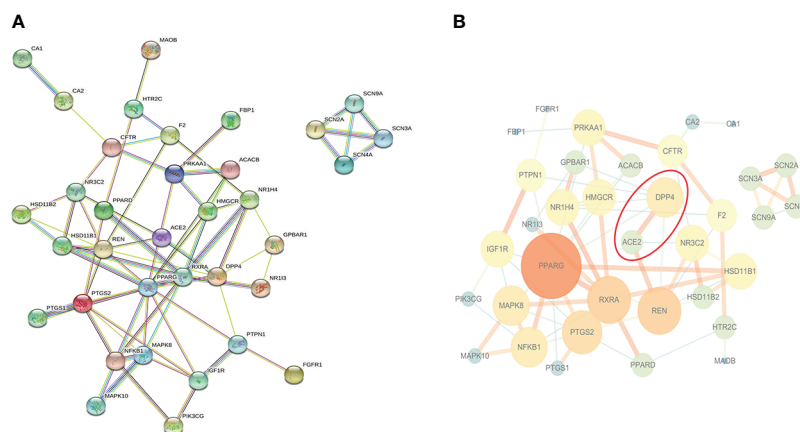 A
B
CA1
MAOB
CA2
HTR2C
F2
FBP1
CFTR
PRKAA1
ACACB
NR3C2
HMGCR
NR1H4
HSD11B2
PPARD
HSD11B1
REN
ACE2
GPBAR1
RXRA
DPP4
PPARG
NR1I3
PTGS2
PTGS1
NFKB1
MAPK8
PTPN1
IGF1R
FGFR1
MAPK10
PIK3CG
SCN9A
SCN2A
SCN3A
SCN4A
FGFR1
FBP1
PRKAA1
CA2
CA1
CFTR
GPBAR1
ACACB
PTPN1
SCN2A
SCN3A
HMGCR
DPP4
NR1H4
SCN
F2
SCN9A
NR1I3
ACE2
NR3C2
IGF1R
PPARG
HSD11B1
RXRA
PIK3CG
MAPK8
REN
HSD11B2
PTGS2
HTR2C
NFKB1
MAPK10
PTGS1
PPARD
MAOB